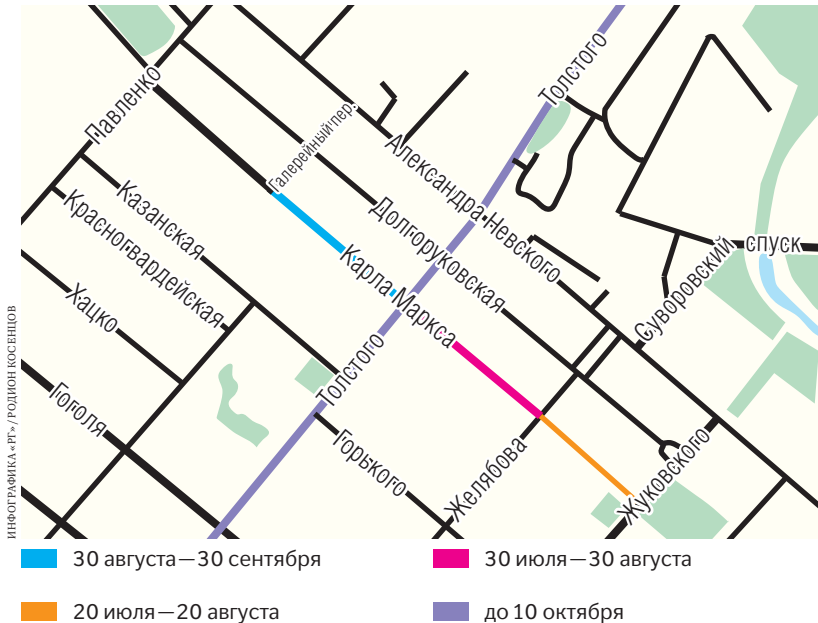 Павленко
Галерейный пер.
Толстого
Александра Невского
Казанская
Красногвардейская
Долгоруковская
Хацко
Карла Маркса
Суворовский спуск
Гоголя
Толстого
Горького
Желябова
Жуковского
ИНФОГРАФИКА «РГ» / РОДИОН КОСЕНЦОВ
30 августа—30 сентября
30 июля—30 августа
20 июля—20 августа
до 10 октября